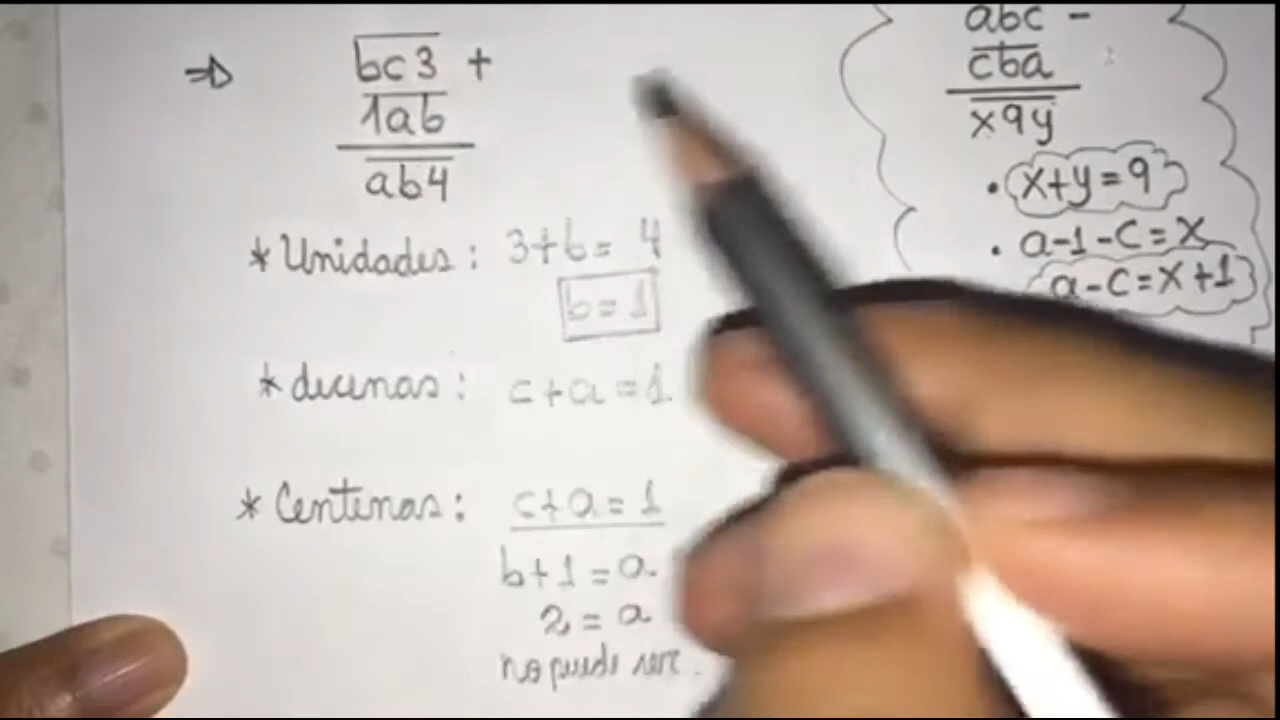 ⇒ bc3 +
1ab
ab4
* Unidades: 3+b= 4
b=1
* decenas: c+a=1
* Centenas: c+a=1
b+1=a.
2=a
no puede ser.
abc -
cba
x9y
• x+y=9
• a-1-c=x
a-c=x+1